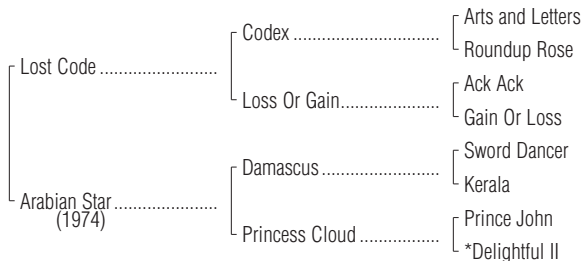 Arts and Letters
Codex
Roundup Rose
Lost Code
Ack Ack
Loss Or Gain
Gain Or Loss
Sword Dancer
Damascus
Kerala
Arabian Star
(1974)
Prince John
Princess Cloud
*Delightful II